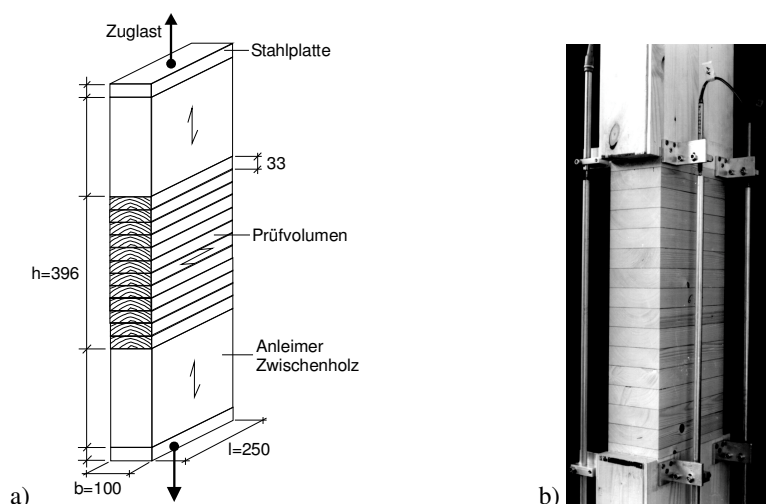 Zuglast
Stahlplatte
33
Prüfvolumen
h=396
Anleimer
Zwischenholz
l=250
b=100
a)
b)